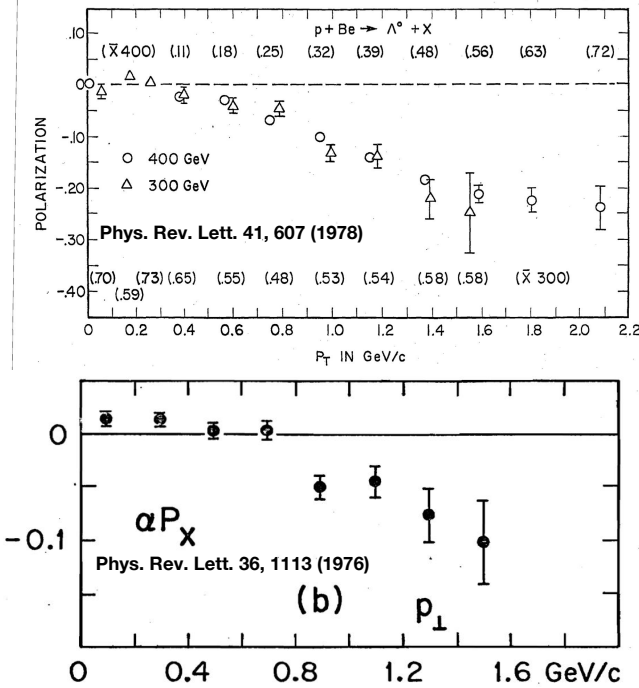 p + Be → Λ° + X
.10
(X̄ 400) (.11) (.18) (.25) (.32) (.39) (.48) (.56) (.63) (.72)
.0
-.10
○ 400 GeV
-.20
△ 300 GeV
POLARIZATION
Phys. Rev. Lett. 41, 607 (1978)
-.30
(.70) (.73) (.65) (.55) (.48) (.53) (.54) (.58) (.58) (X̄ 300)
-.40
(.59)
0 0.2 0.4 0.6 0.8 1.0 1.2 1.4 1.6 1.8 2.0 2.2
P_T IN GeV/c
0
αP_X
-0.1
Phys. Rev. Lett. 36, 1113 (1976)
(b) p_⊥
0 0.4 0.8 1.2 1.6 GeV/c